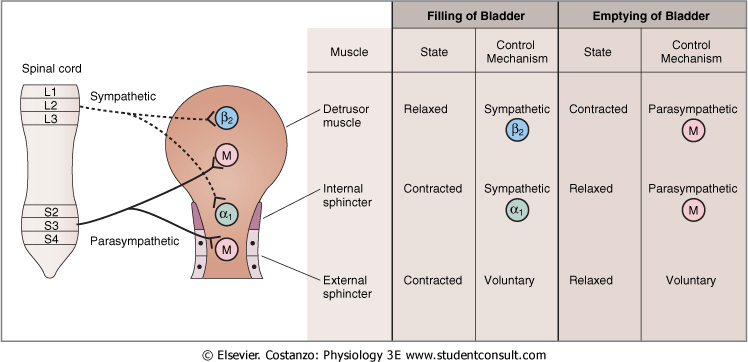 Filling of Bladder Emptying of Bladder
Muscle State Control Mechanism State Control Mechanism
Spinal cord
L1
L2
L3
Sympathetic
β2
M
α1
M
S2
S3
S4
Parasympathetic
Detrusor muscle Relaxed Sympathetic β2 Contracted Parasympathetic M
Internal sphincter Contracted Sympathetic α1 Relaxed Parasympathetic M
External sphincter Contracted Voluntary Relaxed Voluntary
© Elsevier. Costanzo: Physiology 3E www.studentconsult.com